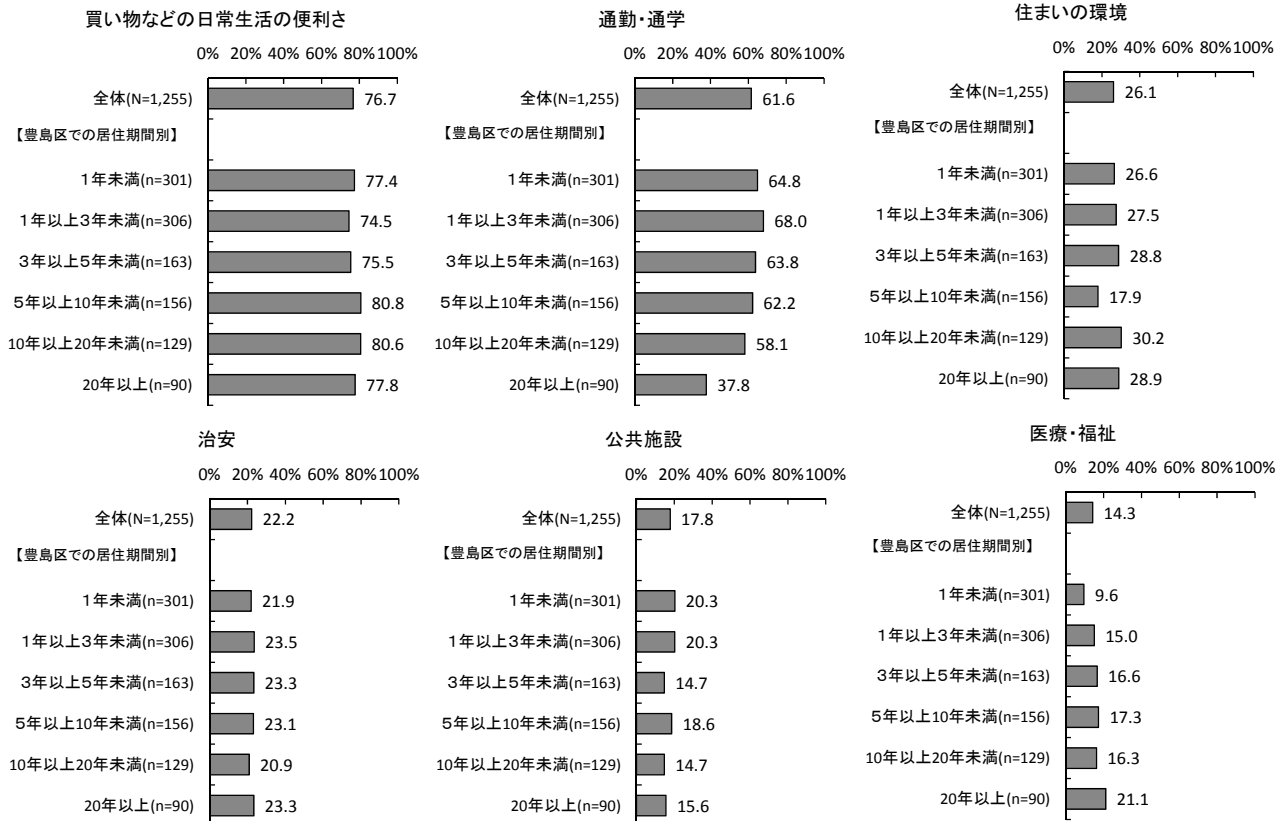 買い物などの日常生活の便利さ
0% 20% 40% 60% 80% 100%
全体(N=1,255) 76.7
【豊島区での居住期間別】
1年未満(n=301) 77.4
1年以上3年未満(n=306) 74.5
3年以上5年未満(n=163) 75.5
5年以上10年未満(n=156) 80.8
10年以上20年未満(n=129) 80.6
20年以上(n=90) 77.8
通勤・通学
0% 20% 40% 60% 80% 100%
全体(N=1,255) 61.6
【豊島区での居住期間別】
1年未満(n=301) 64.8
1年以上3年未満(n=306) 68.0
3年以上5年未満(n=163) 63.8
5年以上10年未満(n=156) 62.2
10年以上20年未満(n=129) 58.1
20年以上(n=90) 37.8
住まいの環境
0% 20% 40% 60% 80% 100%
全体(N=1,255) 26.1
【豊島区での居住期間別】
1年未満(n=301) 26.6
1年以上3年未満(n=306) 27.5
3年以上5年未満(n=163) 28.8
5年以上10年未満(n=156) 17.9
10年以上20年未満(n=129) 30.2
20年以上(n=90) 28.9
治安
0% 20% 40% 60% 80% 100%
全体(N=1,255) 22.2
【豊島区での居住期間別】
1年未満(n=301) 21.9
1年以上3年未満(n=306) 23.5
3年以上5年未満(n=163) 23.3
5年以上10年未満(n=156) 23.1
10年以上20年未満(n=129) 20.9
20年以上(n=90) 23.3
公共施設
0% 20% 40% 60% 80% 100%
全体(N=1,255) 17.8
【豊島区での居住期間別】
1年未満(n=301) 20.3
1年以上3年未満(n=306) 20.3
3年以上5年未満(n=163) 14.7
5年以上10年未満(n=156) 18.6
10年以上20年未満(n=129) 14.7
20年以上(n=90) 15.6
医療・福祉
0% 20% 40% 60% 80% 100%
全体(N=1,255) 14.3
【豊島区での居住期間別】
1年未満(n=301) 9.6
1年以上3年未満(n=306) 15.0
3年以上5年未満(n=163) 16.6
5年以上10年未満(n=156) 17.3
10年以上20年未満(n=129) 16.3
20年以上(n=90) 21.1